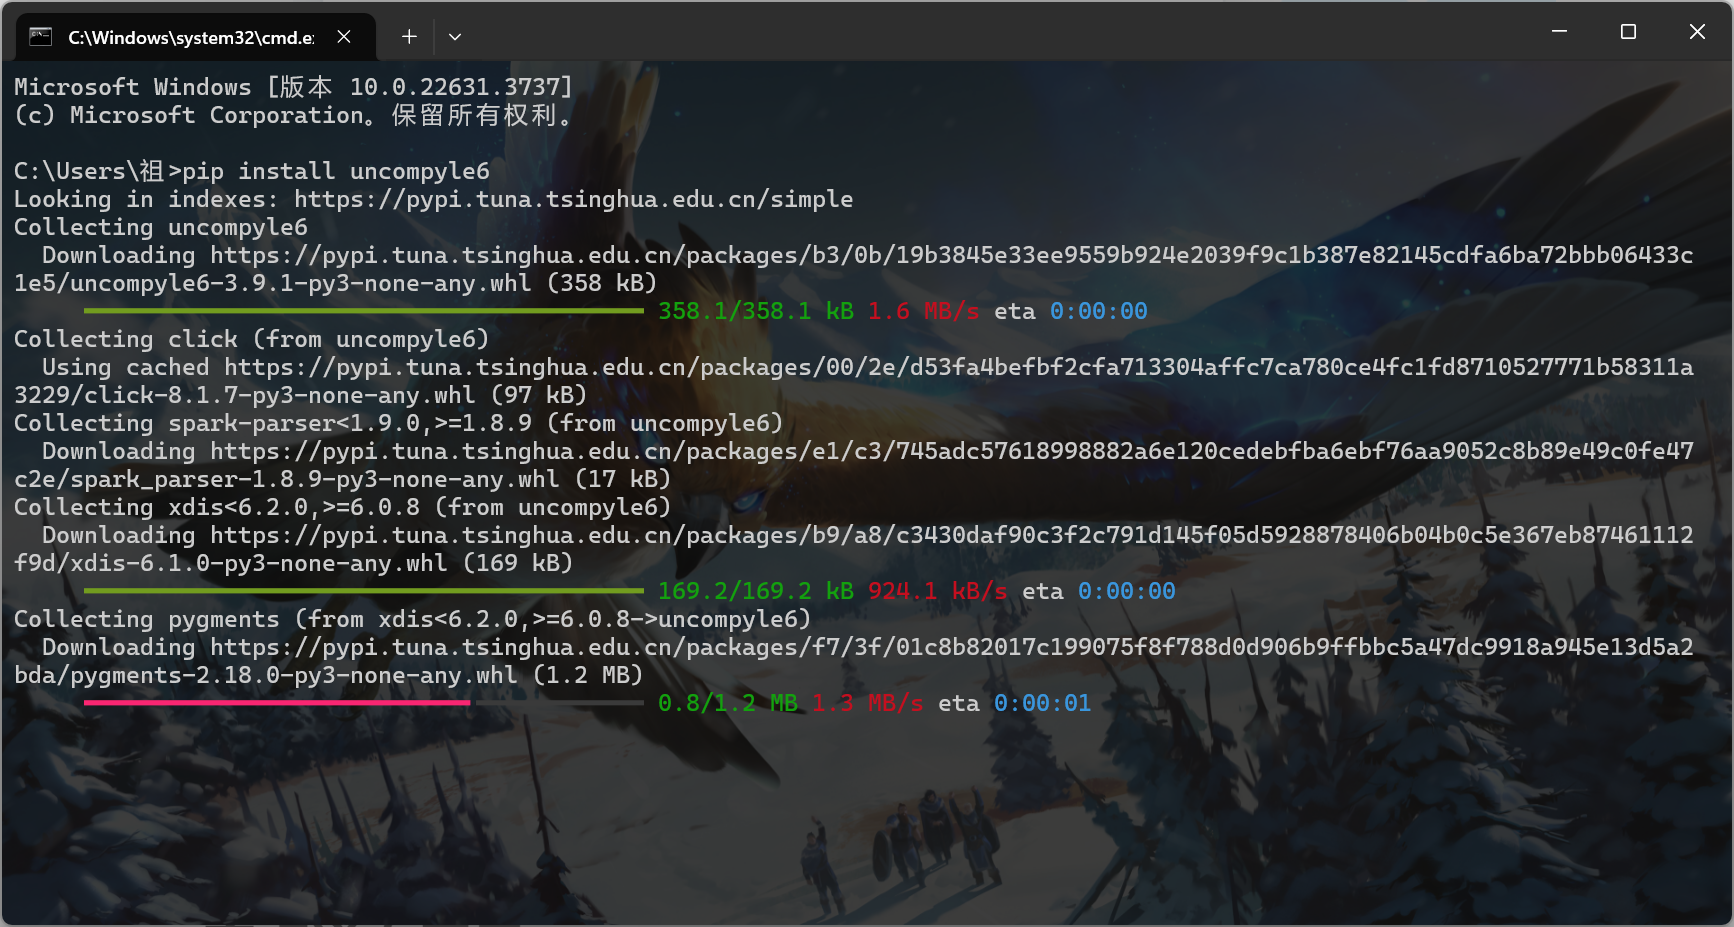 C:\Windows\system32\cmd.e
Microsoft Windows [版本 10.0.22631.3737]
(c) Microsoft Corporation。保留所有权利。
C:\Users\祖>pip install uncompyle6
Looking in indexes: https://pypi.tuna.tsinghua.edu.cn/simple
Collecting uncompyle6
Downloading https://pypi.tuna.tsinghua.edu.cn/packages/b3/0b/19b3845e33ee9559b924e2039f9c1b387e82145cdfa6ba72bbb06433c
1e5/uncompyle6-3.9.1-py3-none-any.whl (358 kB)
358.1/358.1 kB 1.6 MB/s eta 0:00:00
Collecting click (from uncompyle6)
Using cached https://pypi.tuna.tsinghua.edu.cn/packages/00/2e/d53fa4befbf2cfa713304affc7ca780ce4fc1fd8710527771b58311a
3229/click-8.1.7-py3-none-any.whl (97 kB)
Collecting spark-parser<1.9.0,>=1.8.9 (from uncompyle6)
Downloading https://pypi.tuna.tsinghua.edu.cn/packages/e1/c3/745adc57618998882a6e120cedebfba6ebf76aa9052c8b89e49c0fe47
c2e/spark_parser-1.8.9-py3-none-any.whl (17 kB)
Collecting xdis<6.2.0,>=6.0.8 (from uncompyle6)
Downloading https://pypi.tuna.tsinghua.edu.cn/packages/b9/a8/c3430daf90c3f2c791d145f05d5928878406b04b0c5e367eb87461112
f9d/xdis-6.1.0-py3-none-any.whl (169 kB)
169.2/169.2 kB 924.1 kB/s eta 0:00:00
Collecting pygments (from xdis<6.2.0,>=6.0.8->uncompyle6)
Downloading https://pypi.tuna.tsinghua.edu.cn/packages/f7/3f/01c8b82017c199075f8f788d0d906b9ffbbc5a47dc9918a945e13d5a2
bda/pygments-2.18.0-py3-none-any.whl (1.2 MB)
0.8/1.2 MB 1.3 MB/s eta 0:00:01